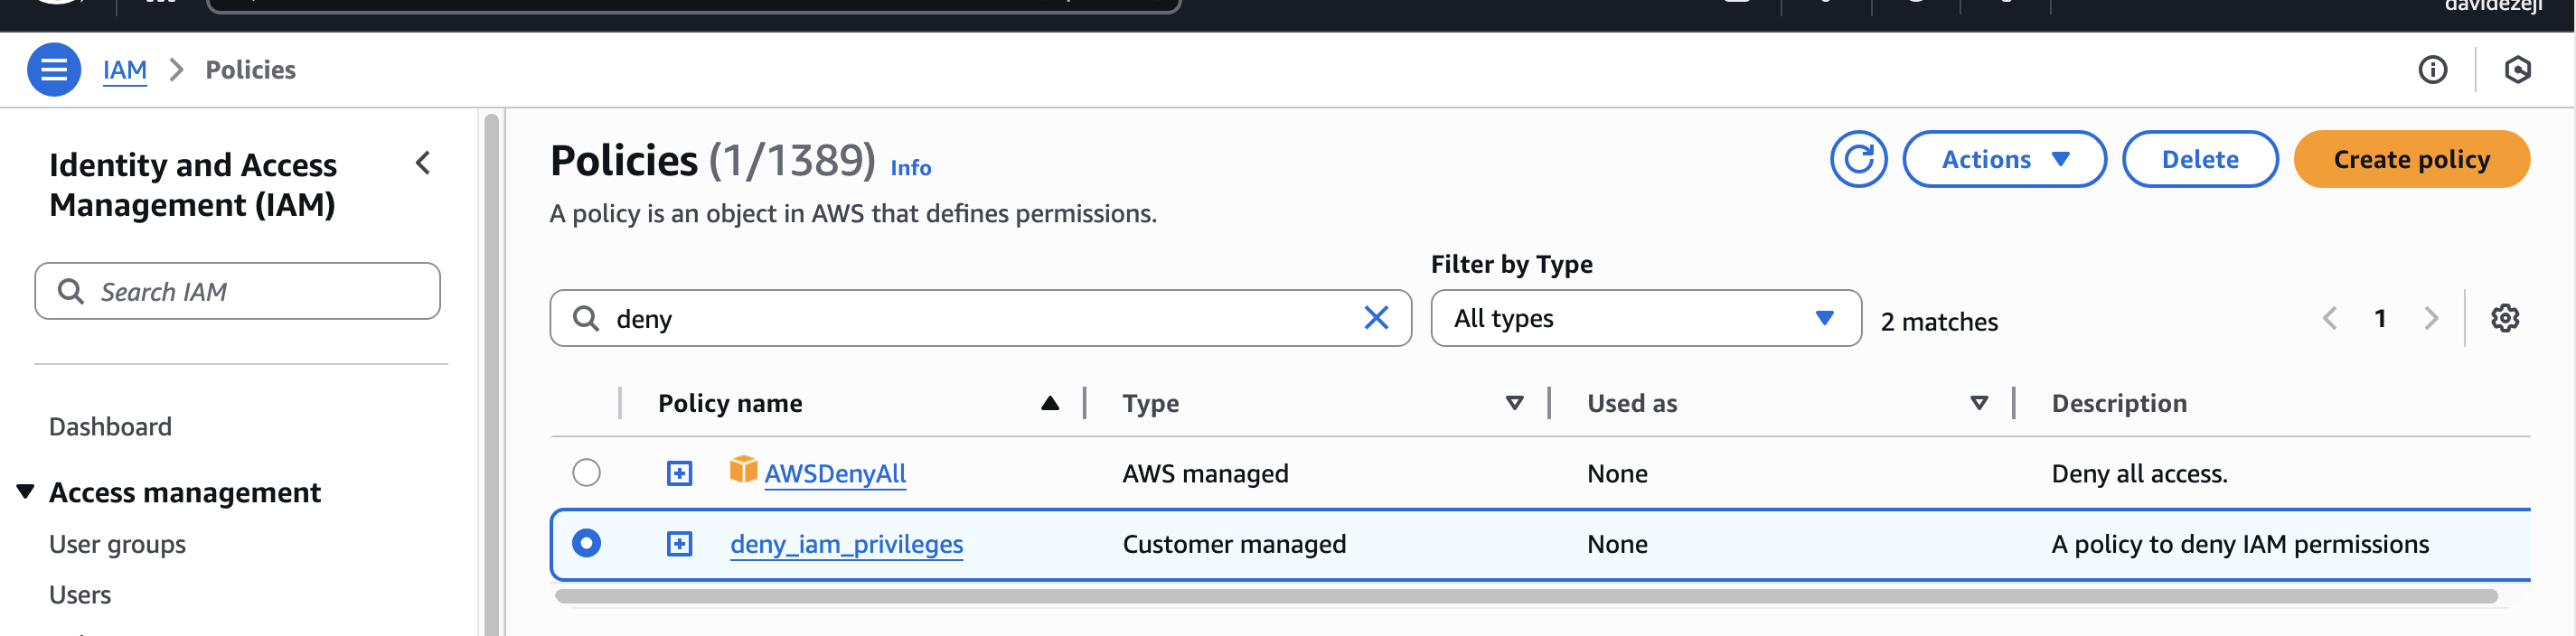 davidezeji
IAM > Policies
Identity and Access
Management (IAM)
Search IAM
Dashboard
Access management
User groups
Users
Policies (1/1389) Info
A policy is an object in AWS that defines permissions.
Actions
Delete
Create policy
Filter by Type
deny
All types
2 matches
1
Policy name Type Used as Description
AWSDenyAll AWS managed None Deny all access.
deny_iam_privileges Customer managed None A policy to deny IAM permissions